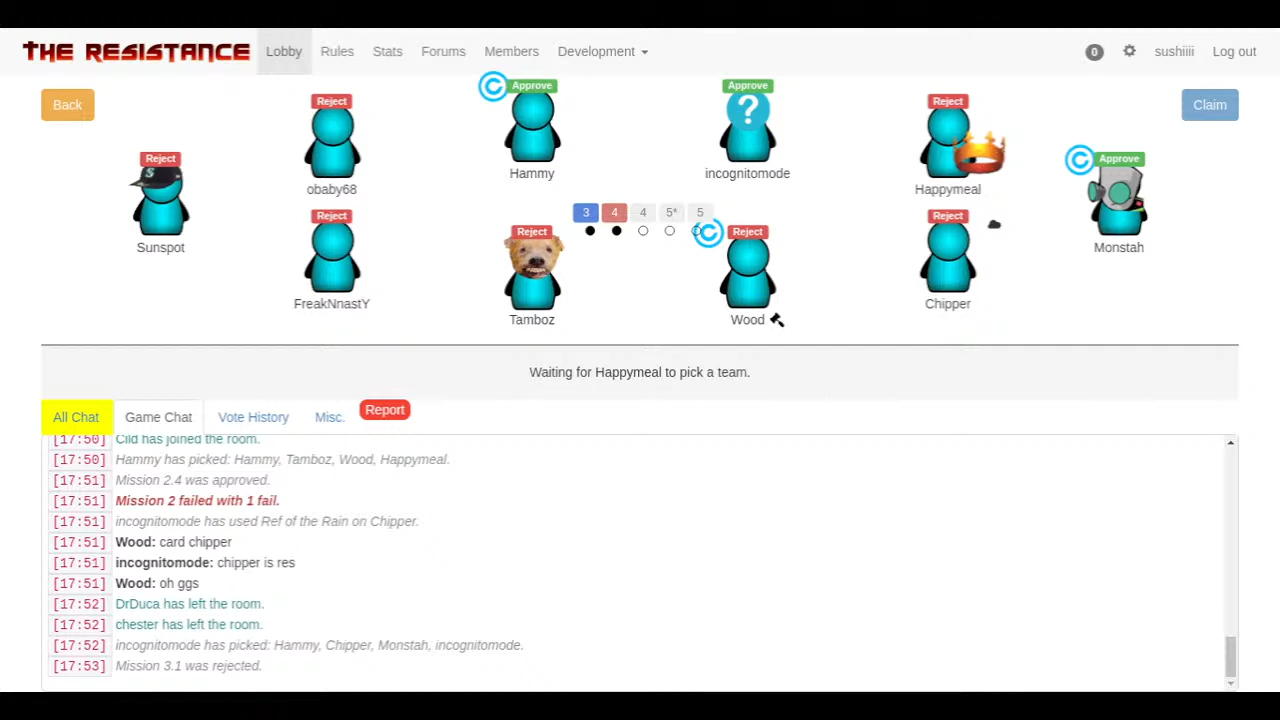 THE RESISTANCE Lobby Rules Stats Forums Members Development 0 sushiiii Log out
Back
Claim
Reject
Sunspot
Reject
obaby68
Approve
Hammy
Approve
?
incognitomode
Reject
Happymeal
Approve
Monstah
3 4 4 5* 5
Reject
FreakNnastY
Reject
Tamboz
Reject
Wood
Reject
Chipper
Waiting for Happymeal to pick a team.
All Chat Game Chat Vote History Misc. Report
[17:50] Cild has joined the room.
[17:50] Hammy has picked: Hammy, Tamboz, Wood, Happymeal.
[17:51] Mission 2.4 was approved.
[17:51] Mission 2 failed with 1 fail.
[17:51] incognitomode has used Ref of the Rain on Chipper.
[17:51] Wood: card chipper
[17:51] incognitomode: chipper is res
[17:51] Wood: oh ggs
[17:52] DrDuca has left the room.
[17:52] chester has left the room.
[17:52] incognitomode has picked: Hammy, Chipper, Monstah, incognitomode.
[17:53] Mission 3.1 was rejected.